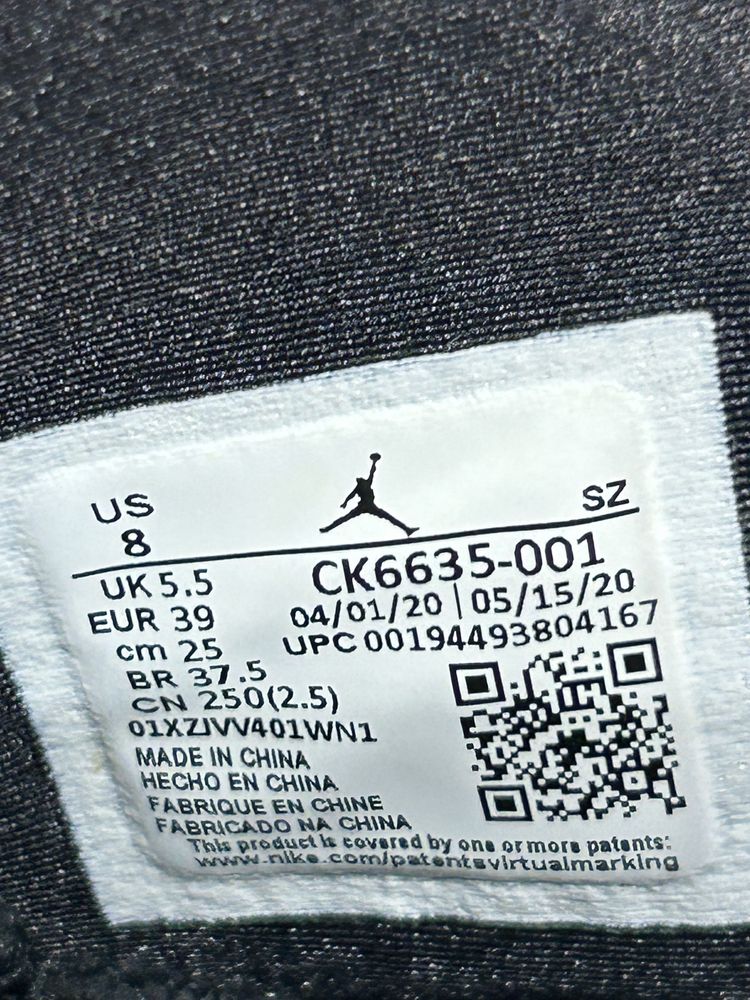 US SZ
8
UK 5.5 CK6635-001
EUR 39 04/01/20 | 05/15/20
cm 25 UPC 00194493804167
BR 37.5
CN 250(2.5)
01XZJVV401WN1
MADE IN CHINA
HECHO EN CHINA
FABRIQUE EN CHINE
FABRICADO NA CHINA
This product is covered by one or more patents:
www.nike.com/patentsvirtualmarking